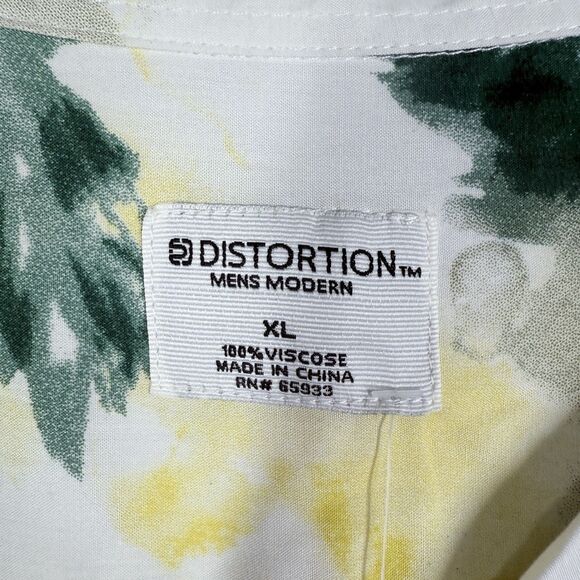 DISTORTION™
MENS MODERN
XL
100% VISCOSE
MADE IN CHINA
RN# 65933